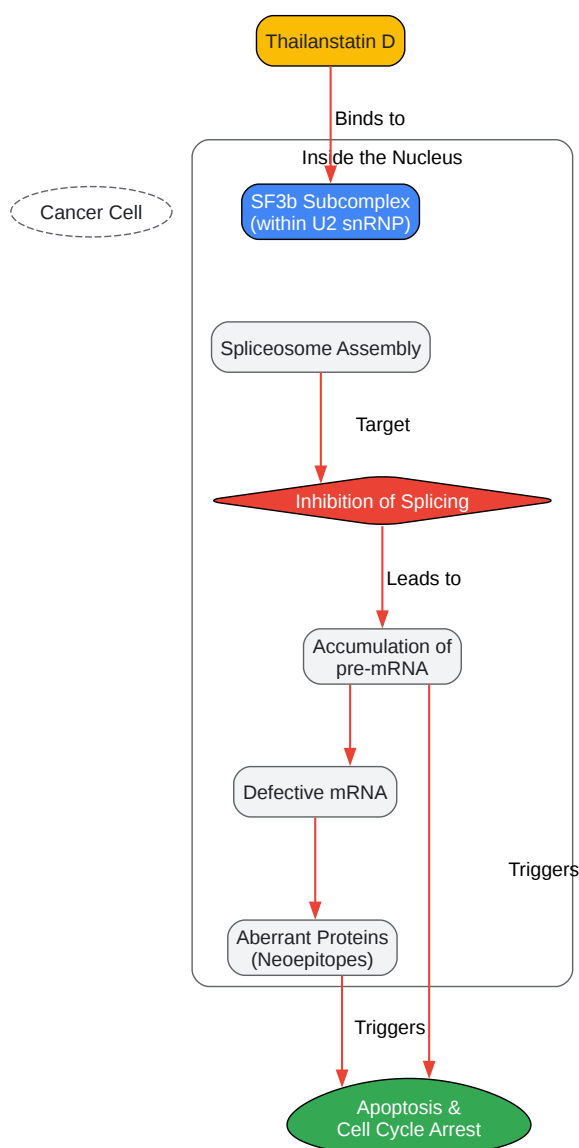 Thailanstatin D
Binds to
Inside the Nucleus
Cancer Cell
SF3b Subcomplex
(within U2 snRNP)
Spliceosome Assembly
Target
Inhibition of Splicing
Leads to
Accumulation of
pre-mRNA
Defective mRNA
Triggers
Aberrant Proteins
(Neoepitopes)
Triggers
Apoptosis &
Cell Cycle Arrest